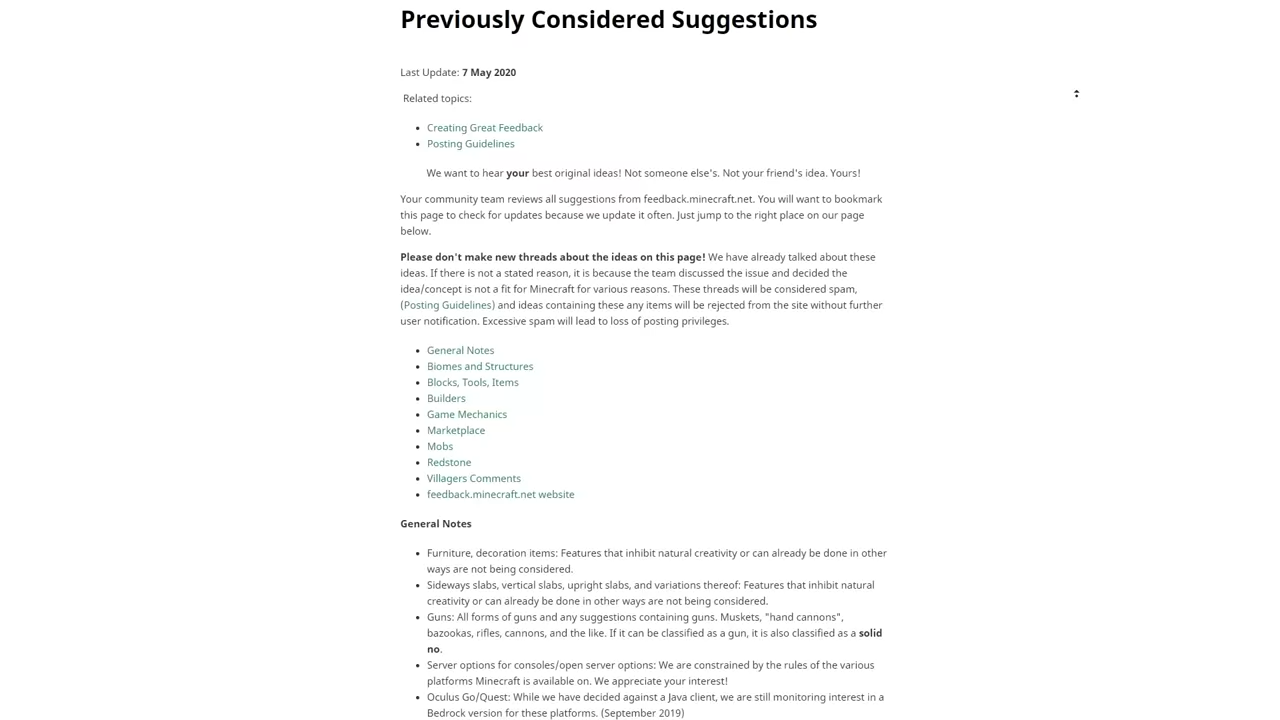 Previously Considered Suggestions
Last Update: 7 May 2020
Related topics:
• Creating Great Feedback
• Posting Guidelines
We want to hear your best original ideas! Not someone else's. Not your friend's idea. Yours!
Your community team reviews all suggestions from feedback.minecraft.net. You will want to bookmark
this page to check for updates because we update it often. Just jump to the right place on our page
below.
Please don't make new threads about the ideas on this page! We have already talked about these
ideas. If there is not a stated reason, it is because the team discussed the issue and decided the
idea/concept is not a fit for Minecraft for various reasons. These threads will be considered spam,
(Posting Guidelines) and ideas containing these any items will be rejected from the site without further
user notification. Excessive spam will lead to loss of posting privileges.
• General Notes
• Biomes and Structures
• Blocks, Tools, Items
• Builders
• Game Mechanics
• Marketplace
• Mobs
• Redstone
• Villagers Comments
• feedback.minecraft.net website
General Notes
• Furniture, decoration items: Features that inhibit natural creativity or can already be done in other
ways are not being considered.
• Sideways slabs, vertical slabs, upright slabs, and variations thereof: Features that inhibit natural
creativity or can already be done in other ways are not being considered.
• Guns: All forms of guns and any suggestions containing guns. Muskets, "hand cannons",
bazookas, rifles, cannons, and the like. If it can be classified as a gun, it is also classified as a solid
no.
• Server options for consoles/open server options: We are constrained by the rules of the various
platforms Minecraft is available on. We appreciate your interest!
• Oculus Go/Quest: While we have decided against a Java client, we are still monitoring interest in a
Bedrock version for these platforms. (September 2019)